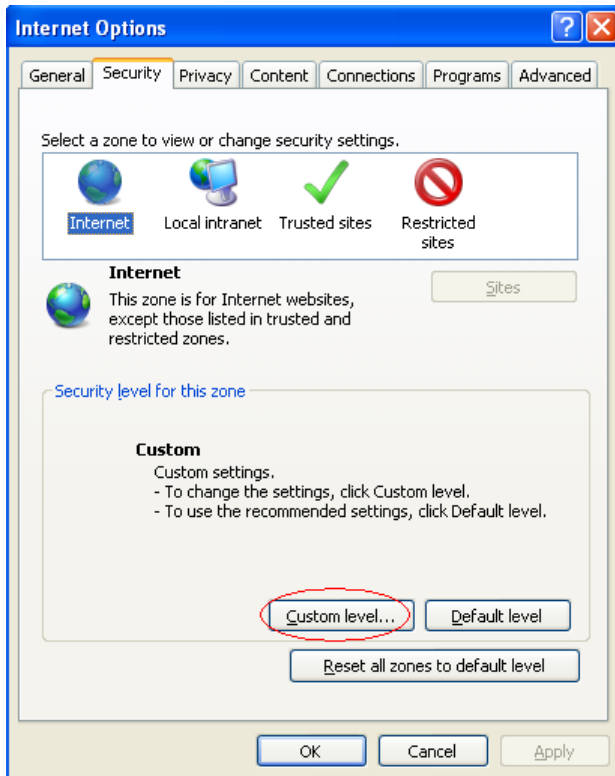 Internet Options
General Security Privacy Content Connections Programs Advanced
Select a zone to view or change security settings.
Internet Local intranet Trusted sites Restricted
sites
Internet
Sites
This zone is for Internet websites,
except those listed in trusted and
restricted zones.
Security level for this zone
Custom
Custom settings.
- To change the settings, click Custom level.
- To use the recommended settings, click Default level.
Custom level... Default level
Reset all zones to default level
OK Cancel Apply